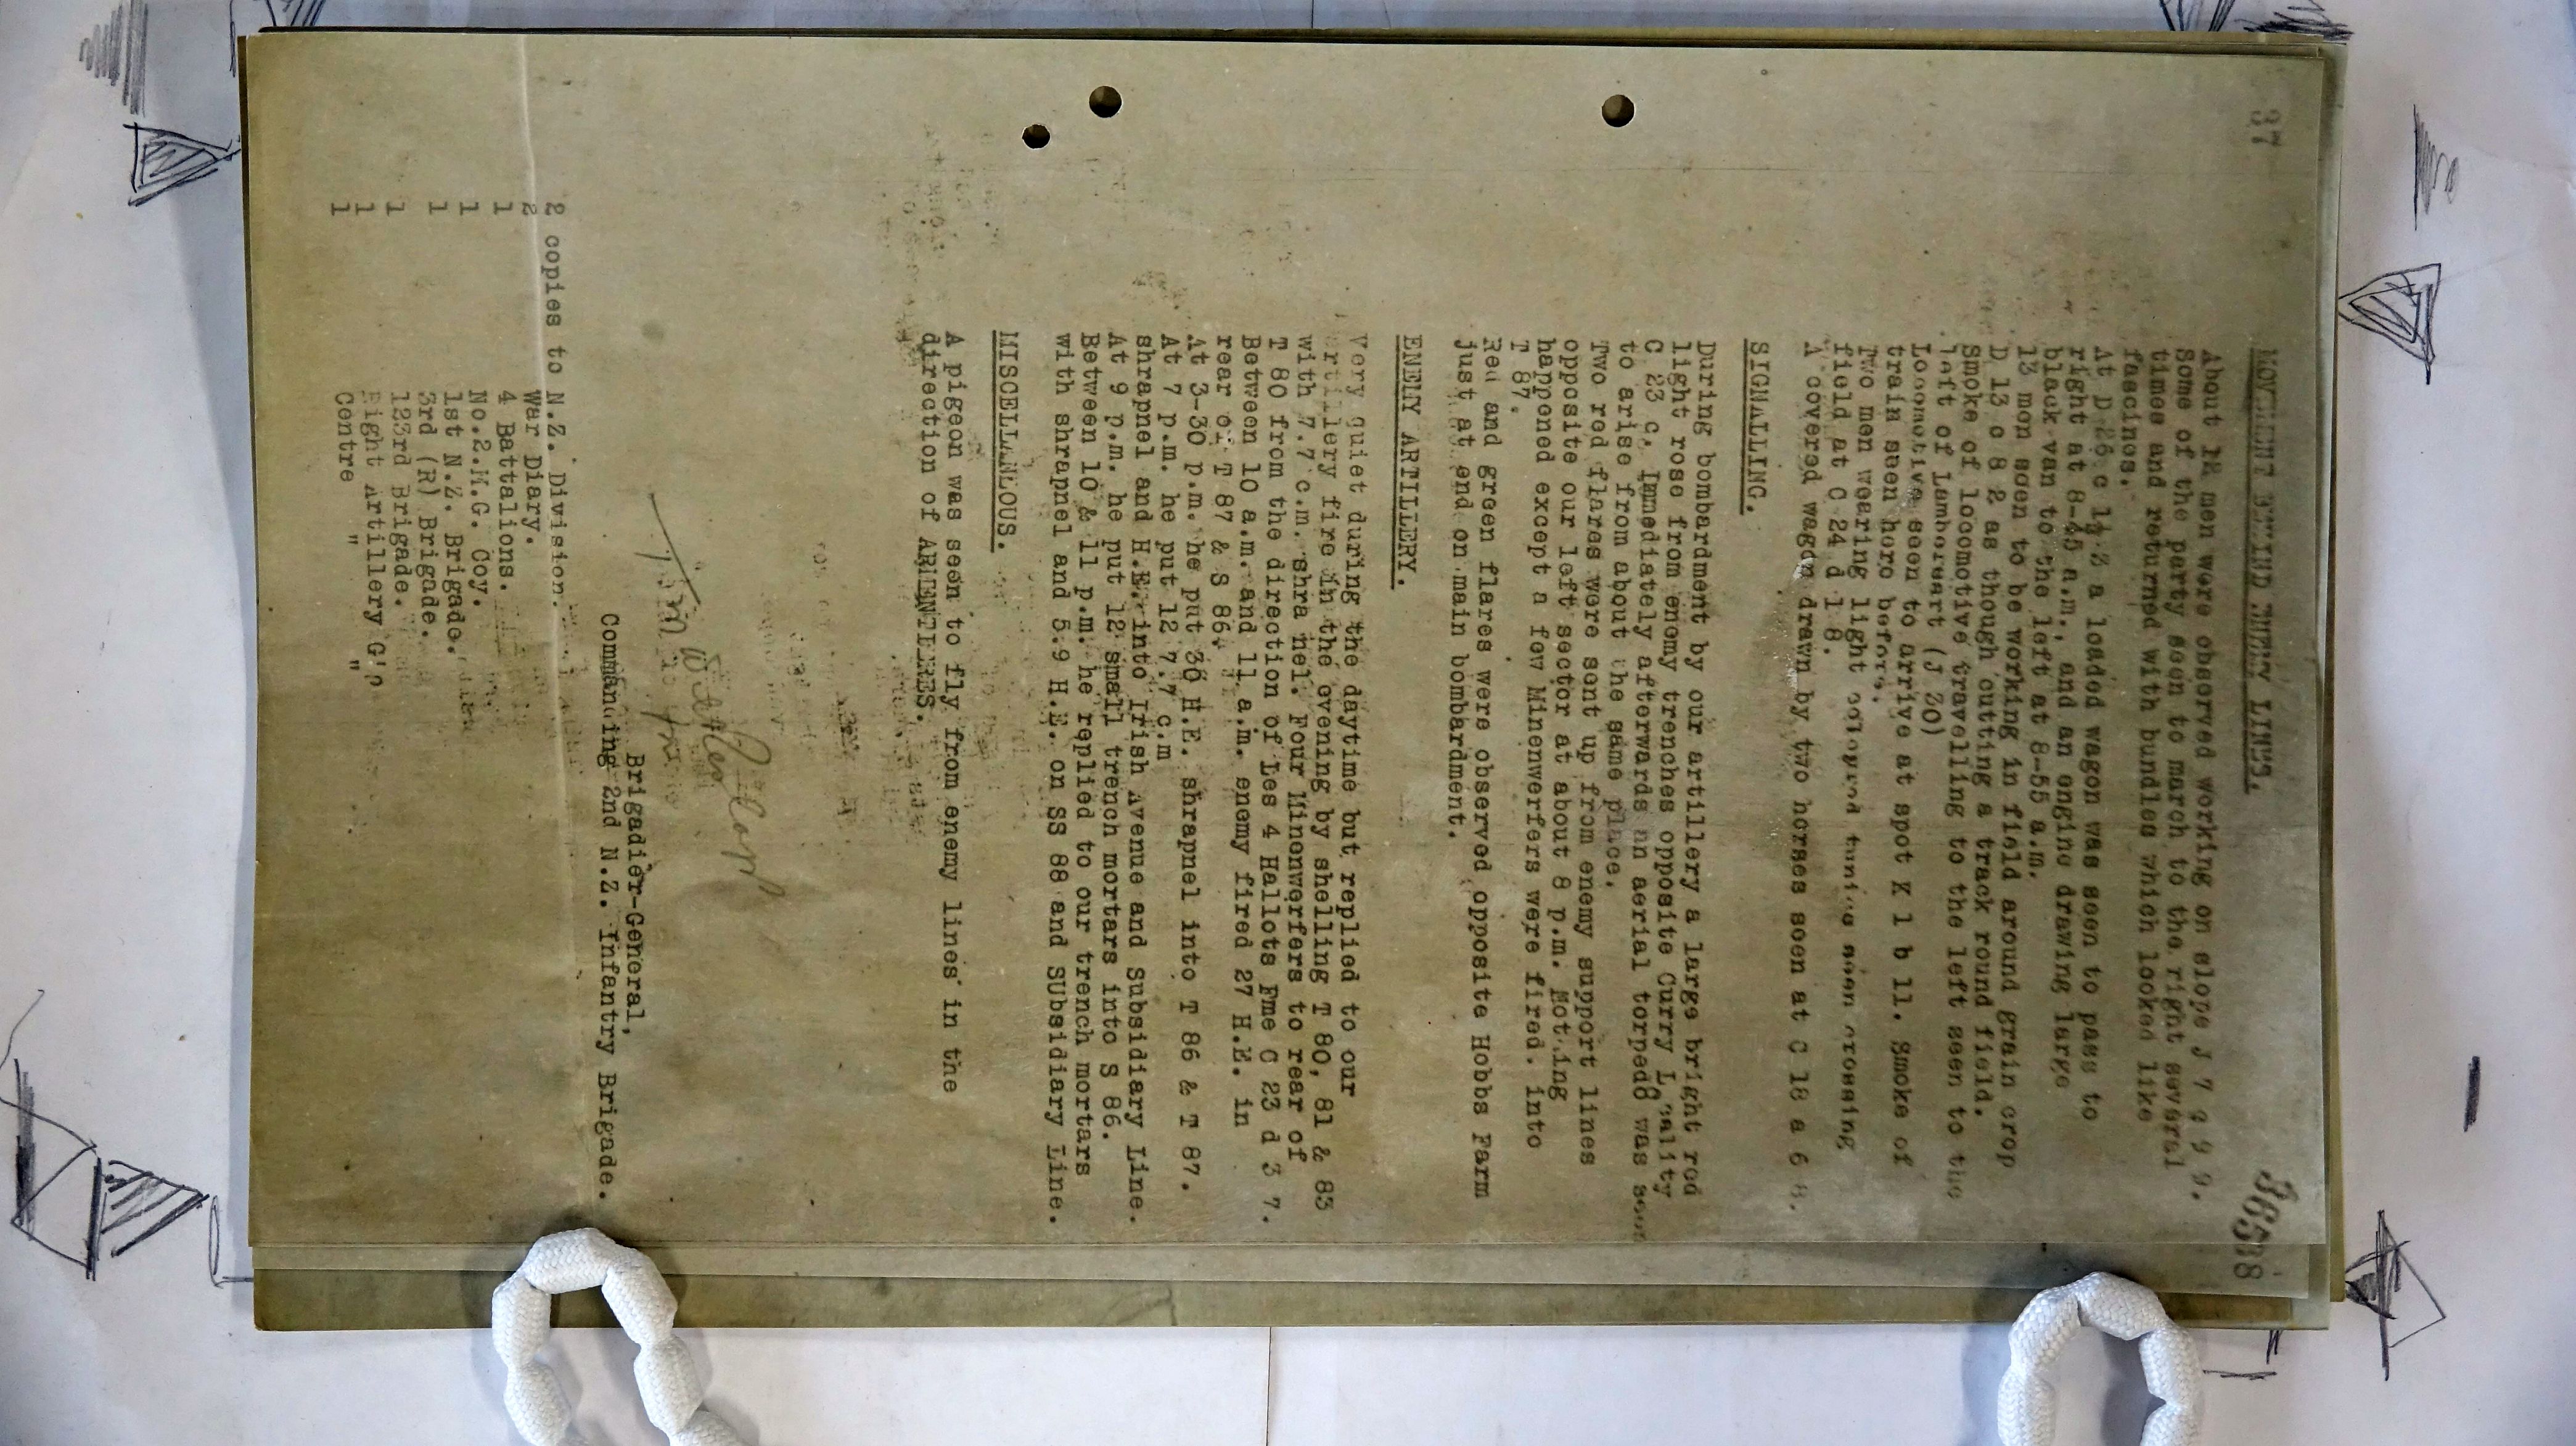 37
36538
MOVEMENT BEHIND ENEMY LINES.
About 12 men were observed working on slope J 7 9 9.
Some of the party seen to march to the right several
times and returned with bundles which looked like
fascines.
At D 26 c 1½ 3 a loaded wagon was seen to pass to
right at 8-45 a.m., and an engine drawing large
black van to the left at 8-55 a.m.
13 men seen to be working in field around grain crop
D 13 c 8 2 as though cutting a track round field.
Smoke of locomotive travelling to the left seen to the
left of Lambersart (J 30)
Locomotive seen to arrive at spot K 1 b 11. Smoke of
train seen here before.
Two men wearing light colored tunics seen crossing
field at C 24 d 1 8.
A covered wagon drawn by two horses seen at C 18 a 6 8.
SIGNALLING.
During bombardment by our artillery a large bright red
light rose from enemy trenches opposite Curry Locality
C 23 c. Immediately afterwards an aerial torpedo was seen
to arise from about the same place.
Two red flares were sent up from enemy support lines
opposite our left sector at about 8 p.m. Nothing
happened except a few Minenwerfers were fired. into
T 87.
Red and green flares were observed opposite Hobbs Farm
just at end on main bombardment.
ENEMY ARTILLERY.
Very quiet during the daytime but replied to our
artillery fire in the evening by shelling T 80, 81 & 83
with 7.7 c.m. shra nel. Four Minonwerfers to rear of
T 80 from the direction of Les 4 Hallots Fme C 23 d 3 7.
Between 10 a.m. and 11 a.m. enemy fired 27 H.E. in
rear of T 87 & S 86.
At 3-30 p.m. he put 30 H.E. shrapnel into T 86 & T 87.
At 7 p.m. he put 12 7.7 c.m
shrapnel and H.E. into Irish Avenue and Subsidiary Line.
At 9 p.m. he put 12 small trench mortars into S 86.
Between 10 & 11 p.m. he replied to our trench mortars
with shrapnel and 5.9 H.E. on SS 88 and SUbsidiary Line.
MISCELLANEOUS.
A pigeon was seen to fly from enemy lines in the
direction of ARMENTIERES.
Brigadier-General,
Commanding 2nd N.Z. Infantry Brigade.
2 copies to N.Z. Division.
2 War Diary.
1 4 Battalions.
1 No.2.M.G. Coy.
1 1st N.Z. Brigade.
1 3rd (R) Brigade.
1 123rd Brigade.
1 Right Artillery G'p
1 Centre " "